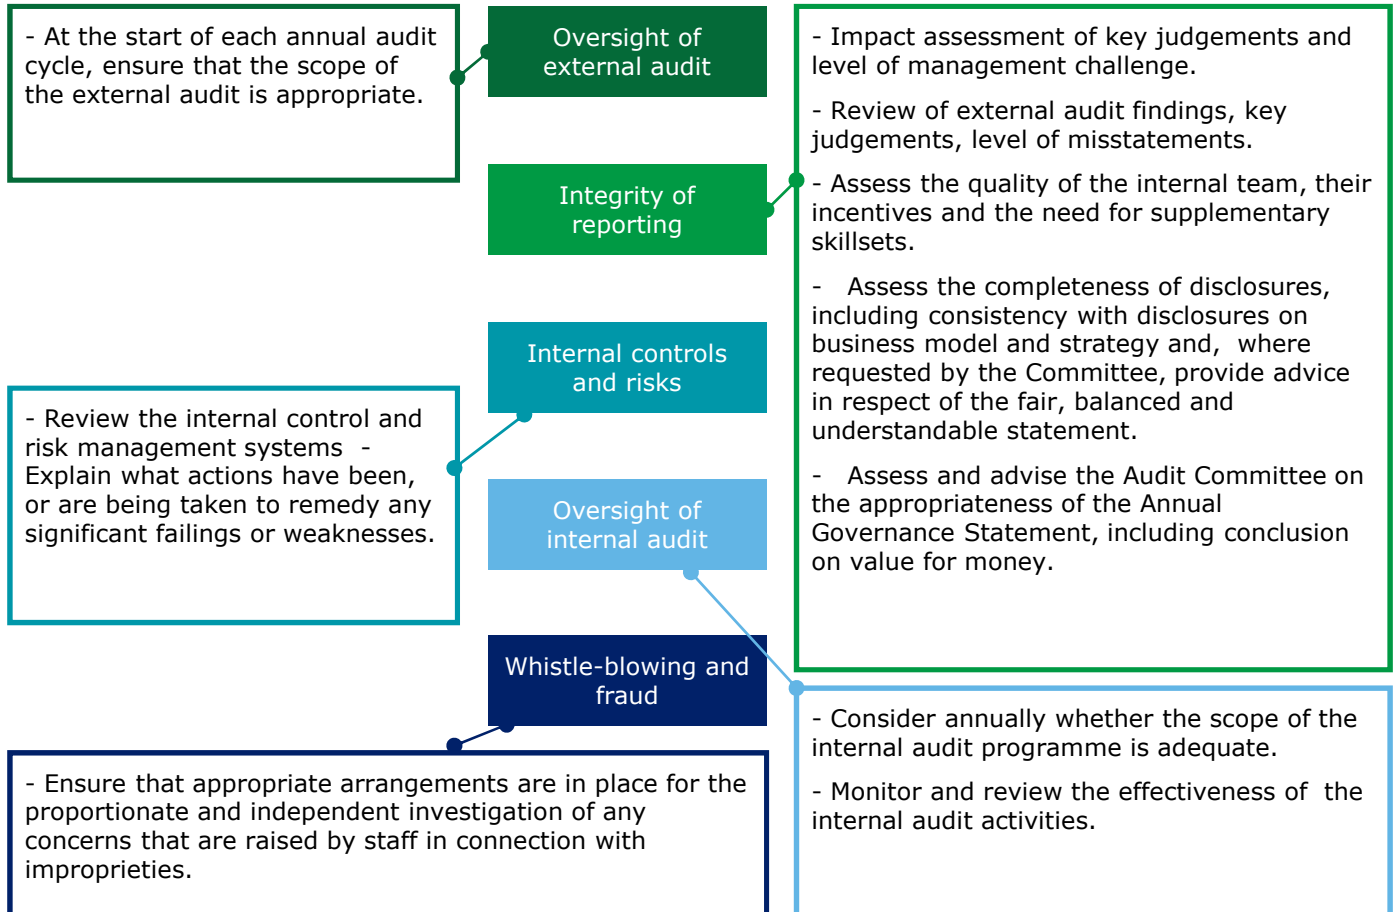 - At the start of each annual audit
cycle, ensure that the scope of
the external audit is appropriate.
Oversight of
external audit
- Impact assessment of key judgements and
level of management challenge.
- Review of external audit findings, key
judgements, level of misstatements.
- Assess the quality of the internal team, their
incentives and the need for supplementary
skillsets.
- Assess the completeness of disclosures,
including consistency with disclosures on
business model and strategy and, where
requested by the Committee, provide advice
in respect of the fair, balanced and
understandable statement.
- Assess and advise the Audit Committee on
the appropriateness of the Annual
Governance Statement, including conclusion
on value for money.
Integrity of
reporting
Internal controls
and risks
- Review the internal control and
risk management systems -
Explain what actions have been,
or are being taken to remedy any
significant failings or weaknesses.
Oversight of
internal audit
- Consider annually whether the scope of the
internal audit programme is adequate.
- Monitor and review the effectiveness of the
internal audit activities.
Whistle-blowing and
fraud
- Ensure that appropriate arrangements are in place for the
proportionate and independent investigation of any
concerns that are raised by staff in connection with
improprieties.